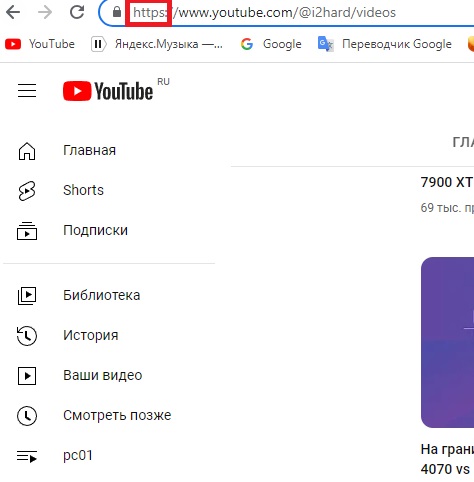 https://www.youtube.com/@i2hard/videos
YouTube Яндекс.Музыка —... G Google Переводчик Google
YouTube RU
Главная
ГЛА
Shorts
7900 XT
69 тыс. пр
Подписки
Библиотека
История
Ваши видео
Смотреть позже
На грани
pc01
4070 vs